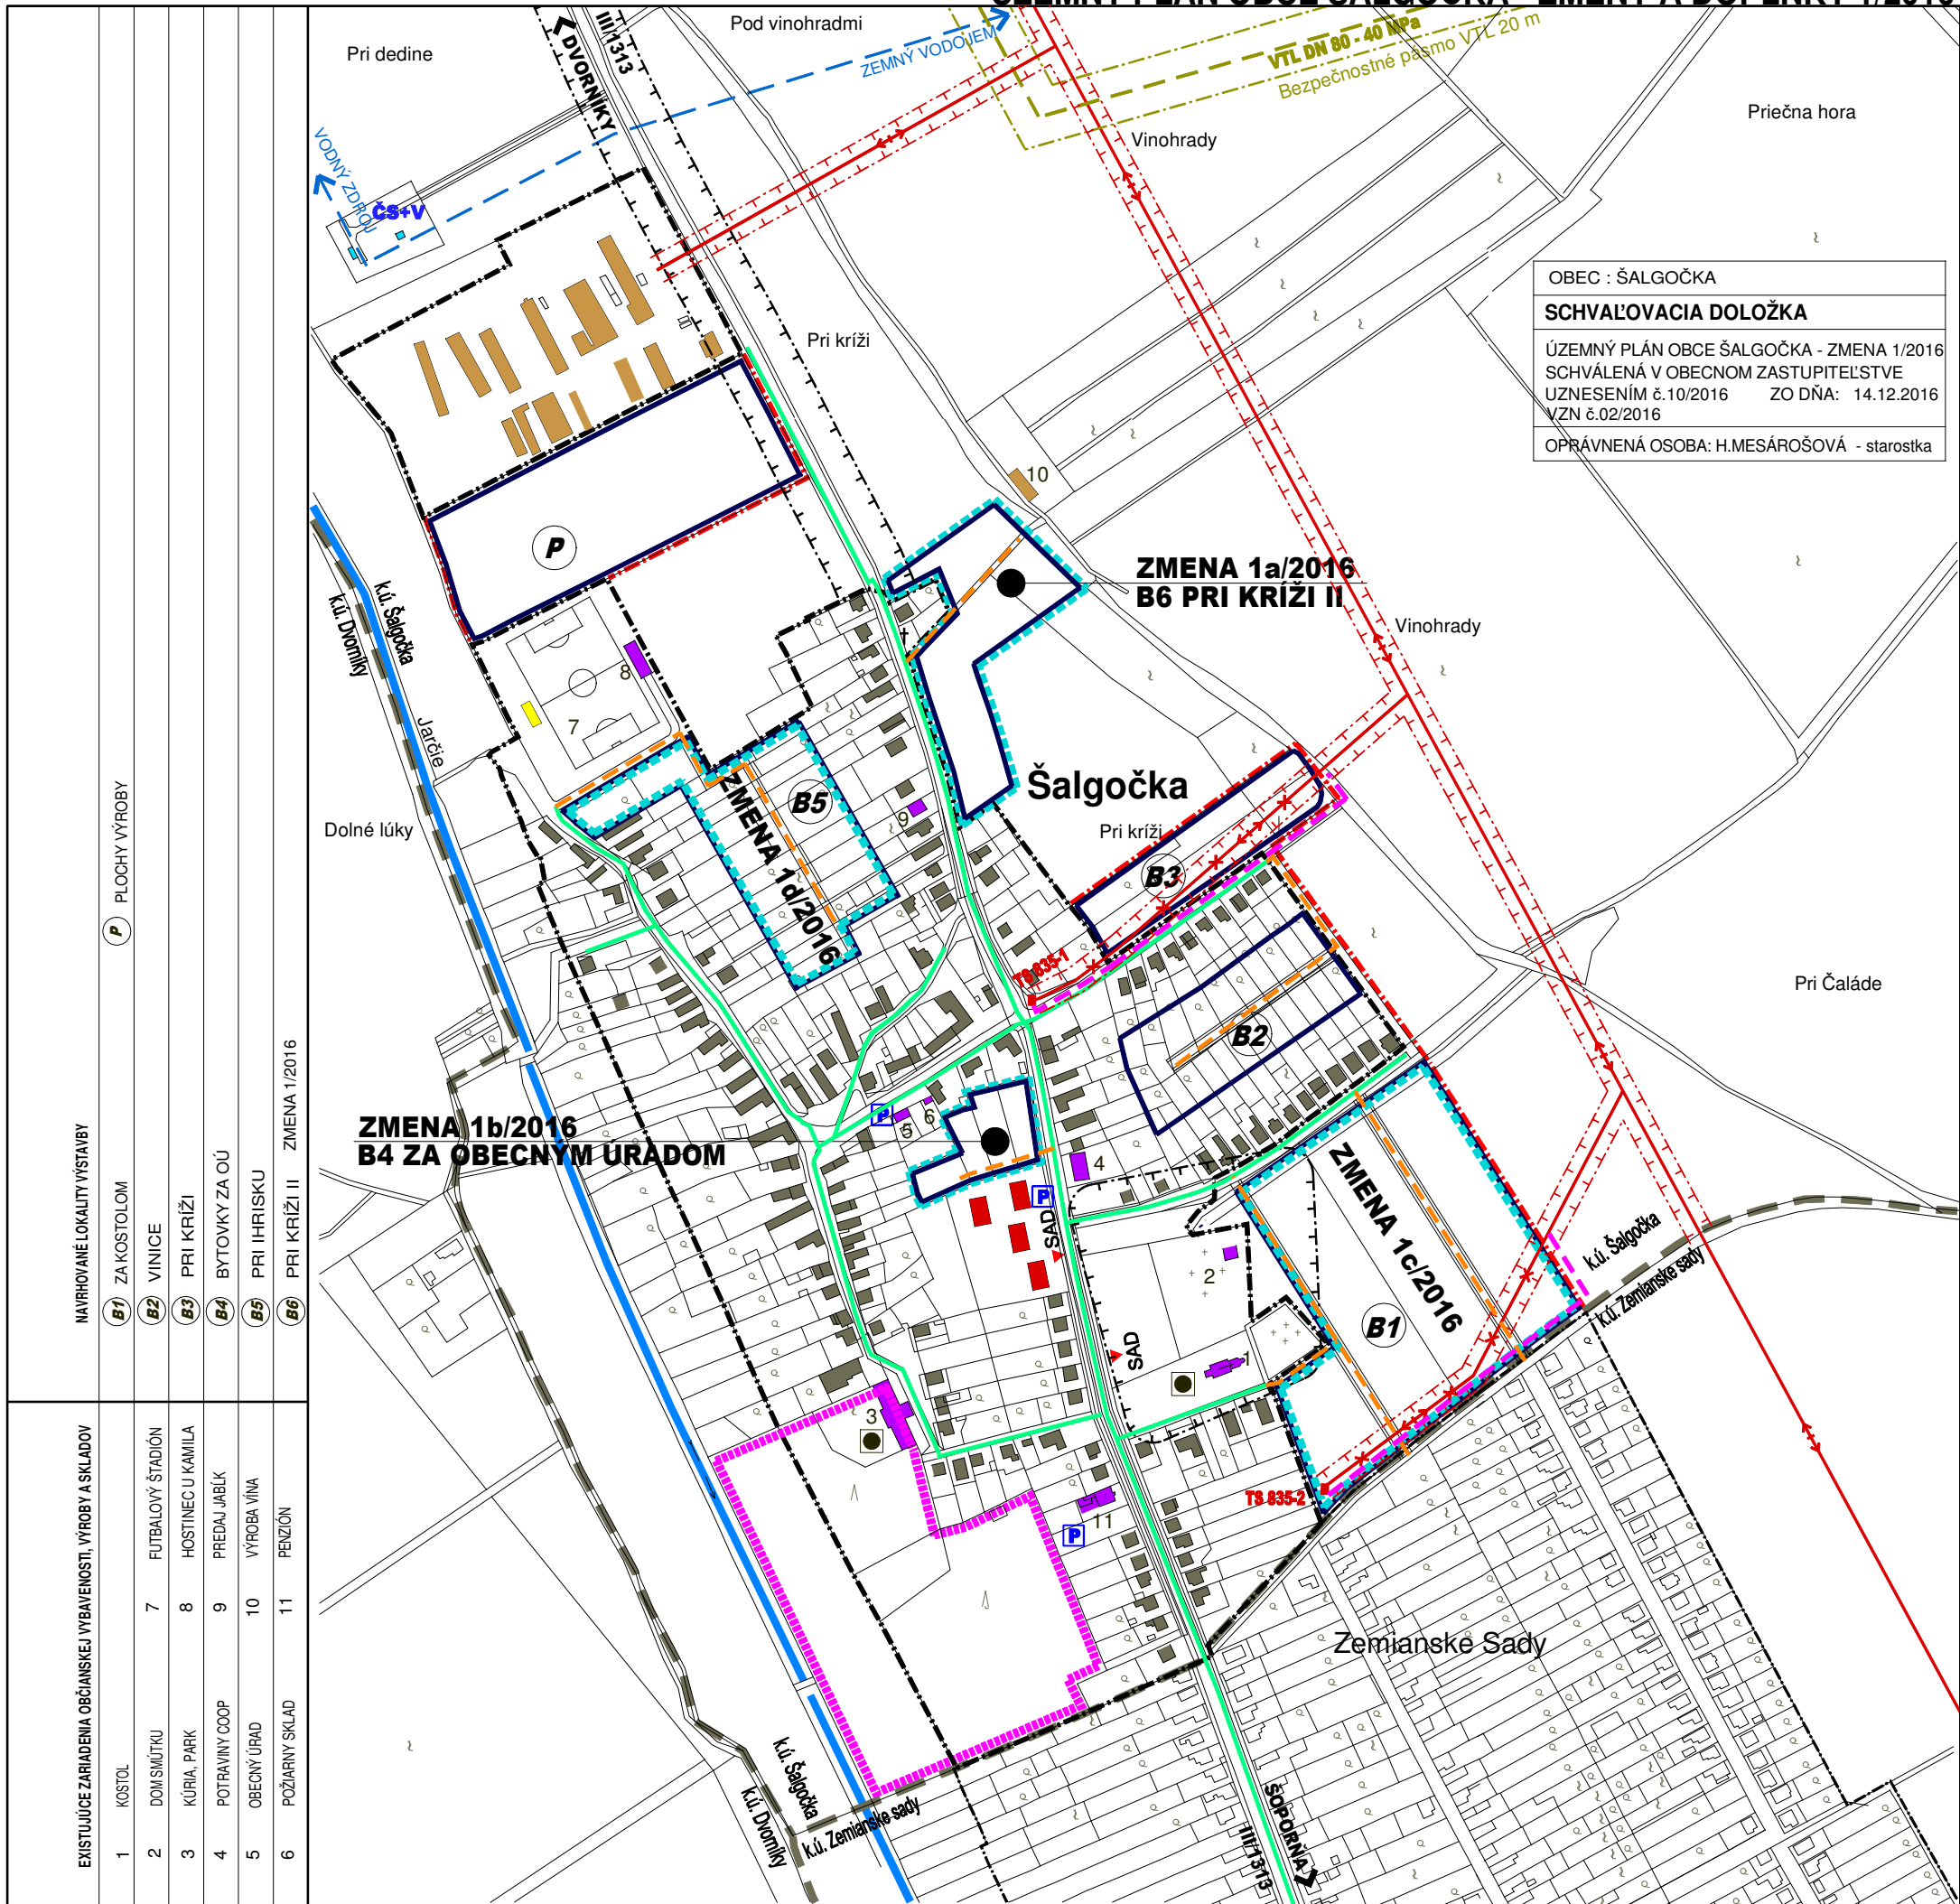 ÚZEMNÝ PLÁN OBCE ŠALGOČKA - ZMENY A DOPLNKY 1/2016
Pri dedine
Pod vinohradmi
III/1313
DVORNÍKY
ZEMNÝ VODOJEM
VTL DN 80 - 40 MPa
Bezpečnostné pásmo VTL 20 m
Priečna hora
Vinohrady
VODNÝ ZDROJ
ČS+V
OBEC : ŠALGOČKA
SCHVAĽOVACIA DOLOŽKA
ÚZEMNÝ PLÁN OBCE ŠALGOČKA - ZMENA 1/2016
SCHVÁLENÁ V OBECNOM ZASTUPITEĽSTVE
UZNESENÍM č.10/2016 ZO DŇA: 14.12.2016
VZN č.02/2016
OPRÁVNENÁ OSOBA: H.MESÁROŠOVÁ - starostka
Pri kríži
10
P
ZMENA 1a/2016
B6 PRI KRÍŽI II
k.ú. Šalgočka
k.ú. Dvorníky
Jarčie
Vinohrady
8
7
Šalgočka
Pri kríži
B5
9
ZMENA 1d/2016
Dolné lúky
B3
TS 835-1
Pri Čaláde
B2
ZMENA 1b/2016
B4 ZA OBECNÝM ÚRADOM
P
5
6
4
P
SAD
2
ZMENA 1c/2016
B1
k.ú. Šalgočka
k.ú. Zemianske sady
SAD
1
3
TS 835-2
11
P
Zemianske Sady
k.ú. Šalgočka
k.ú. Dvorníky
k.ú. Zemianske sady
ŠOPORŇA
III/1313
NAVRHOVANÉ LOKALITY VÝSTAVBY
B1 ZA KOSTOLOM
P PLOCHY VÝROBY
B2 VINICE
B3 PRI KRÍŽI
B4 BYTOVKY ZA OÚ
B5 PRI IHRISKU
B6 PRI KRÍŽI II ZMENA 1/2016
EXISTUJÚCE ZARIADENIA OBČIANSKEJ VYBAVENOSTI, VÝROBY A SKLADOV
1 KOSTOL
2 DOM SMÚTKU 7 FUTBALOVÝ ŠTADIÓN
3 KÚRIA, PARK 8 HOSTINEC U KAMILA
4 POTRAVINY COOP 9 PREDAJ JABĹK
5 OBECNÝ ÚRAD 10 VÝROBA VÍNA
6 POŽIARNY SKLAD 11 PENZIÓN